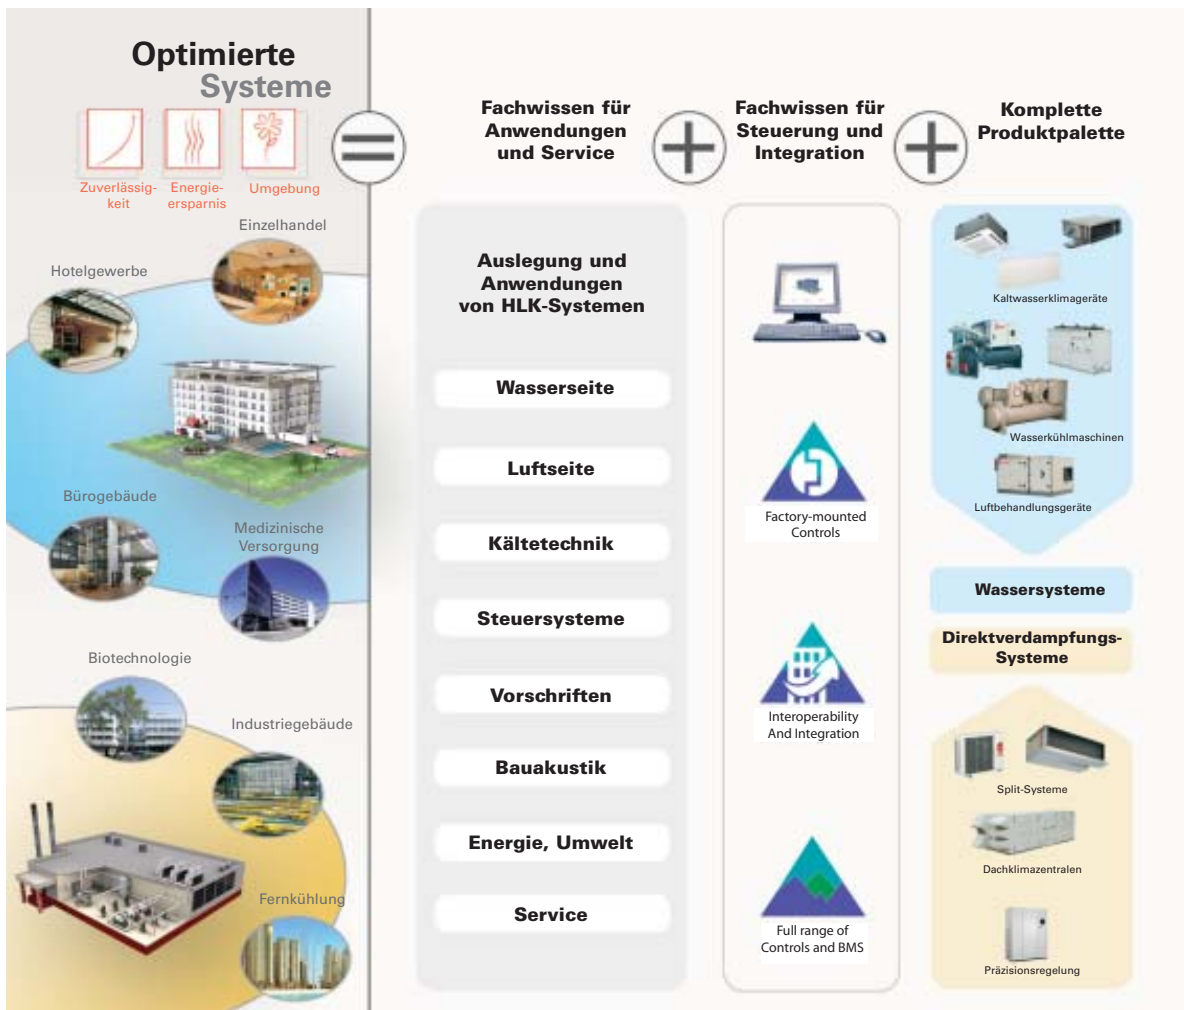 Optimierte
Systeme
Zuverlässig-
keit
Energie-
ersparnis
Umgebung
Einzelhandel
Hotelgewerbe
Bürogebäude
Medizinische
Versorgung
Biotechnologie
Industriegebäude
Fernkühlung
Fachwissen für
Anwendungen
und Service
Auslegung und
Anwendungen
von HLK-Systemen
Wasserseite
Luftseite
Kältetechnik
Steuersysteme
Vorschriften
Bauakustik
Energie, Umwelt
Service
Fachwissen für
Steuerung und
Integration
Factory-mounted
Controls
Interoperability
And Integration
Full range of
Controls and BMS
Komplette
Produktpalette
Kaltwasserklimageräte
Wasserkühlmaschinen
Luftbehandlungsgeräte
Wassersysteme
Direktverdampfungs-
Systeme
Split-Systeme
Dachklimazentralen
Präzisionsregelung